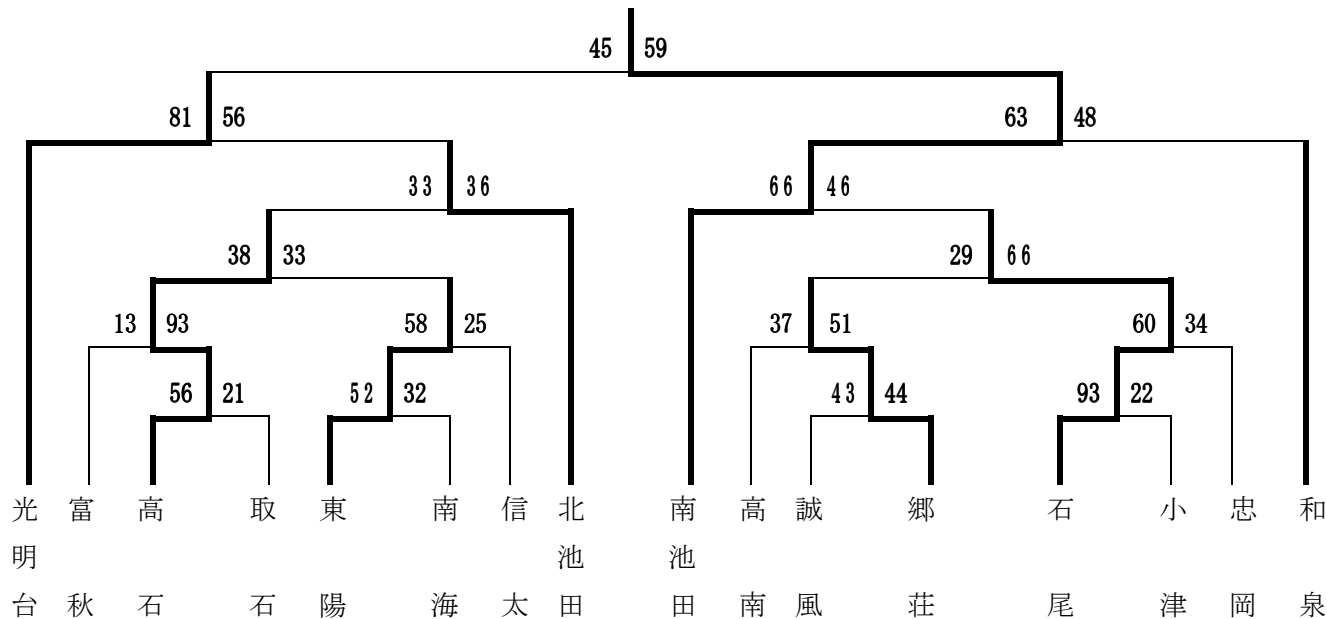 45 59
81 56 63 48
33 36 66 46
38 33 29 66
13 93 58 25 37 51 60 34
56 21 52 32 43 44 93 22
光明台
富秋
高石
取石
東陽
南海
信太
北池田
南池田
高南
誠風
郷荘
石尾
小津
忠岡
和泉